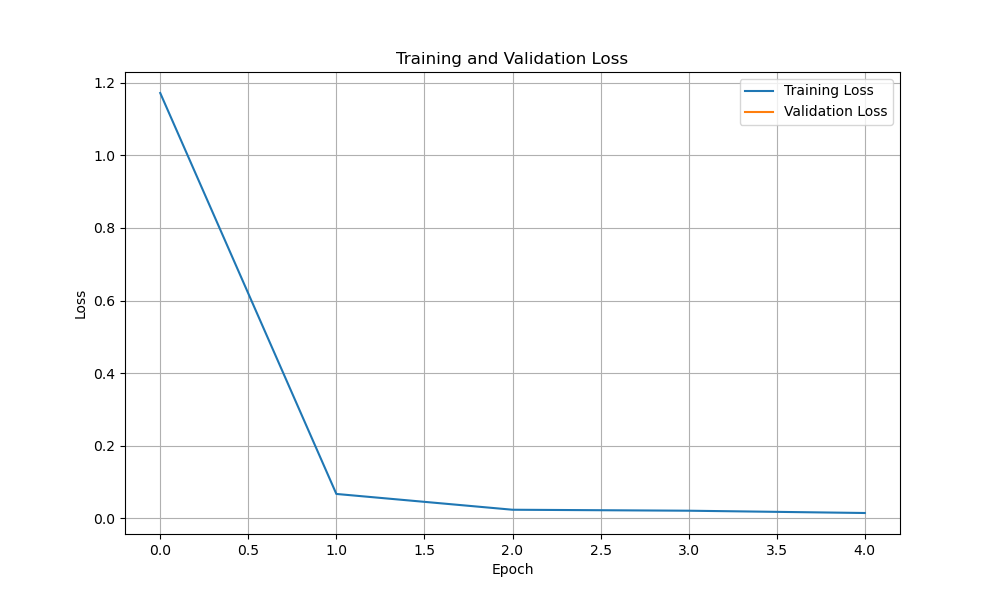 Training and Validation Loss
Training Loss
Validation Loss
Loss
1.2
1.0
0.8
0.6
0.4
0.2
0.0
0.0 0.5 1.0 1.5 2.0 2.5 3.0 3.5 4.0
Epoch